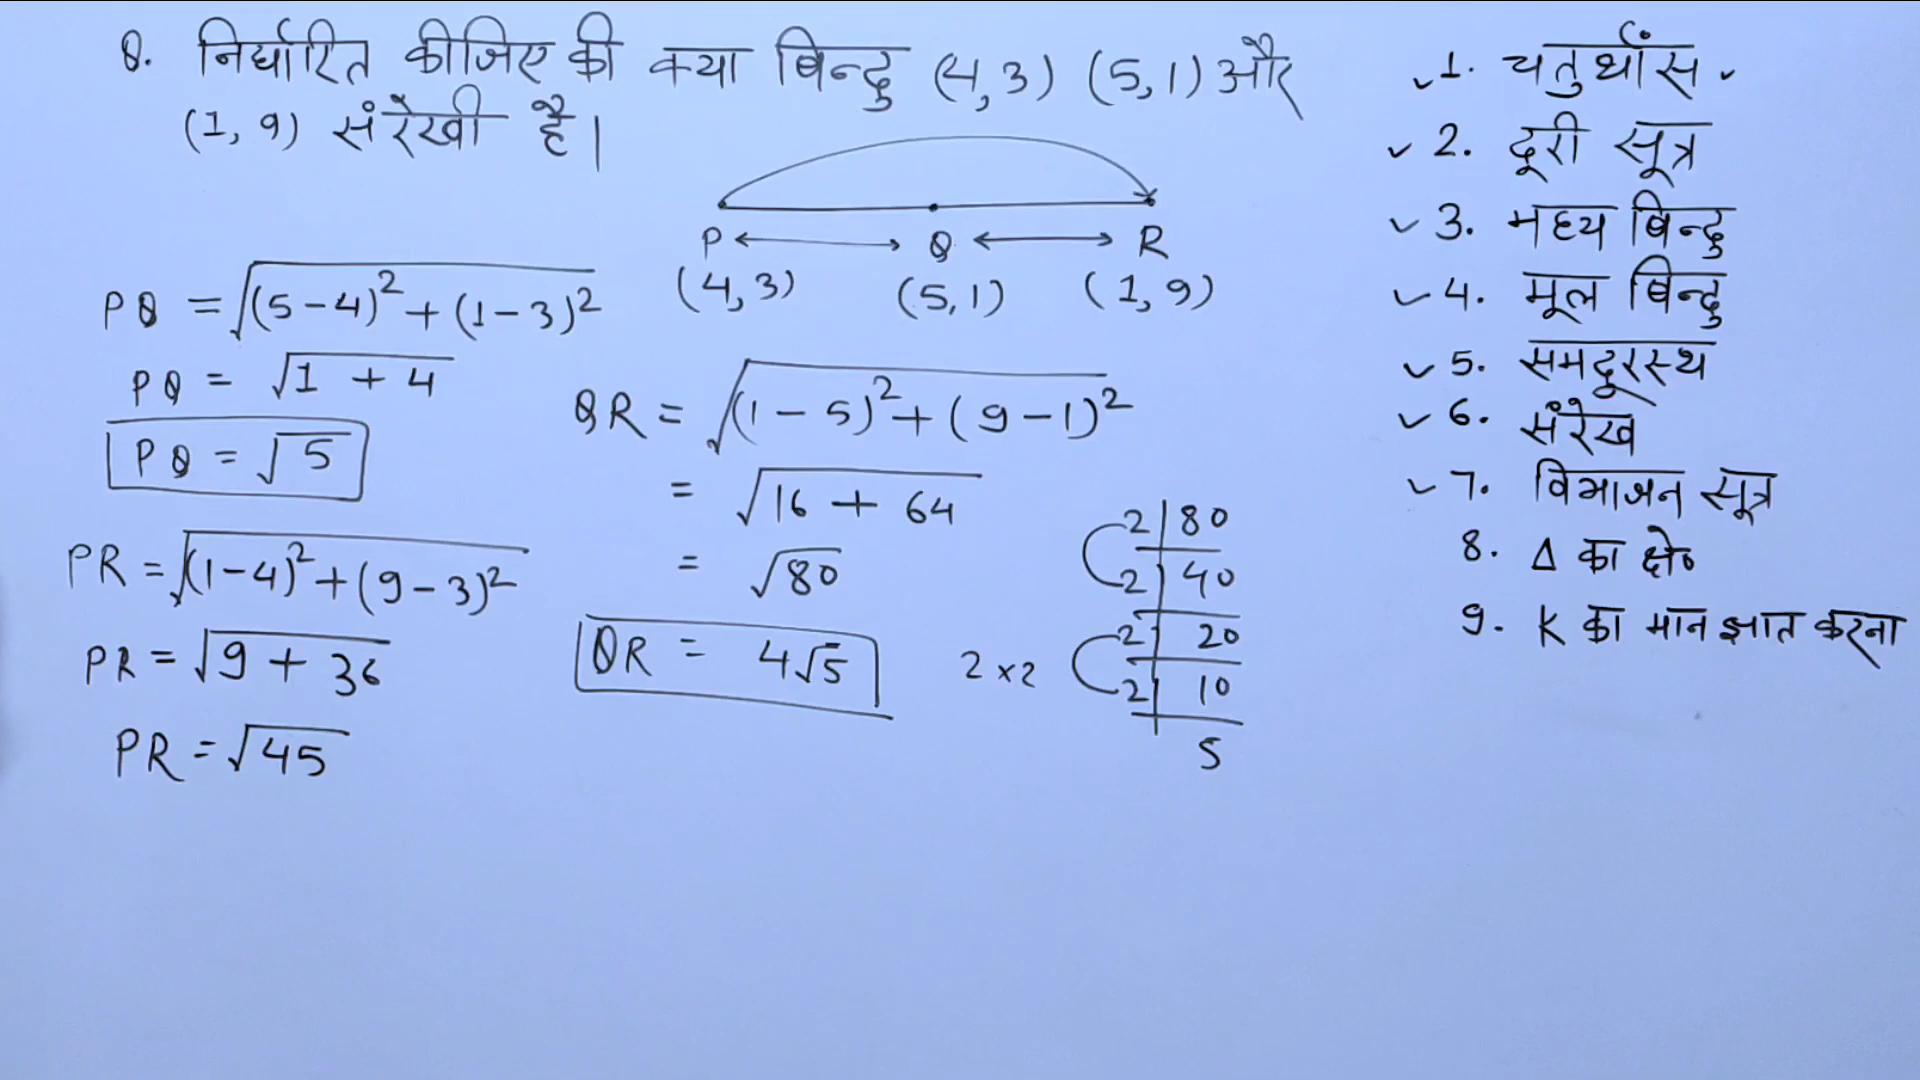 Q. निर्धारित कीजिए की क्या बिन्दु (4,3) (5,1) और
(1, 9) संरेखी है।
P Q R
(4,3) (5,1) (1,9)
PQ = √(5-4)² + (1-3)²
PQ = √1 + 4
PQ = √5
PR = √(1-4)² + (9-3)²
PR = √9 + 36
PR = √45
QR = √(1-5)² + (9-1)²
= √16 + 64
= √80
QR = 4√5
2×2
2 | 80
2 | 40
2 | 20
2 | 10
5
1. चतुर्थांस
2. दूरी सूत्र
3. मध्य बिन्दु
4. मूल बिन्दु
5. समदूरस्थ
6. संरेख
7. विभाजन सूत्र
8. Δ का क्षे०
9. K का मान ज्ञात करना